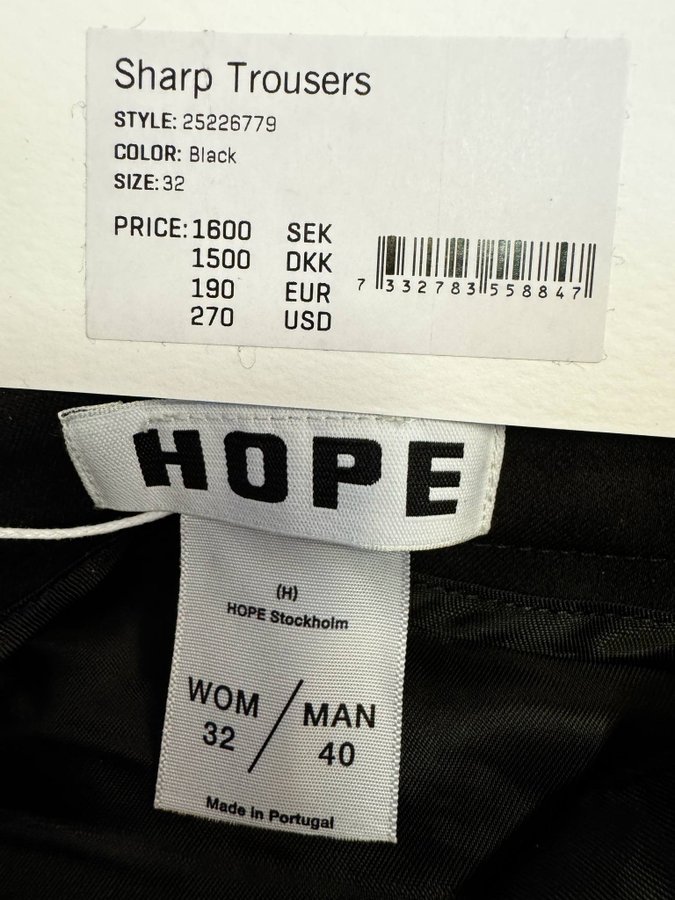 Sharp Trousers
STYLE: 25226779
COLOR: Black
SIZE: 32
PRICE: 1600 SEK
1500 DKK
190 EUR
270 USD
7 332783 558847
HOPE
(H)
HOPE Stockholm
WOM / MAN
32 40
Made in Portugal